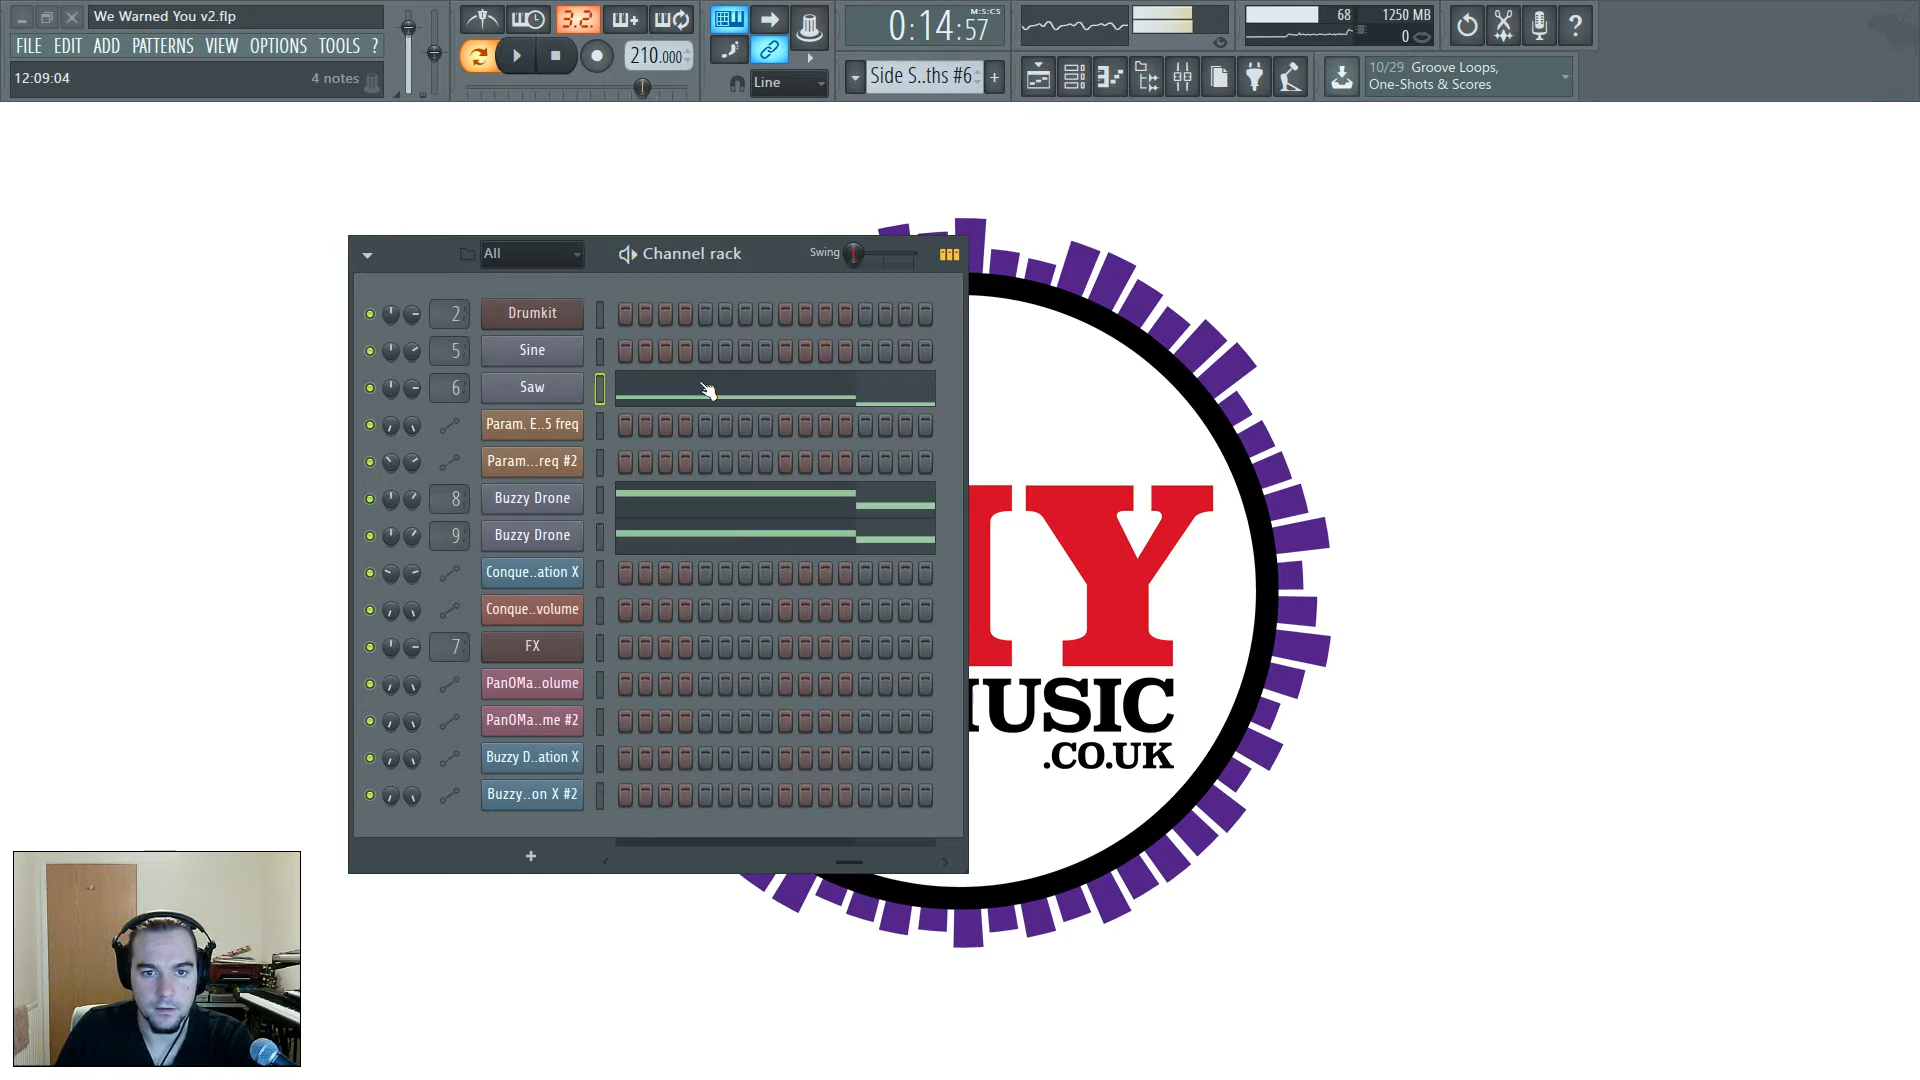 We Warned You v2.flp
FILE EDIT ADD PATTERNS VIEW OPTIONS TOOLS ?
12:09:04 4 notes
3.2.
210.000
Line
0:14:57 M:S:CS
Side S..ths #6 +
68 1250 MB
0
?
10/29 Groove Loops,
One-Shots & Scores
All Channel rack Swing
2 Drumkit
5 Sine
6 Saw
Param. E..5 freq
Param...req #2
8 Buzzy Drone
9 Buzzy Drone
Conque..ation X
Conque..volume
7 FX
PanOMa..olume
PanOMa..me #2
Buzzy D..ation X
Buzzy..on X #2
+
Y
MUSIC
.CO.UK